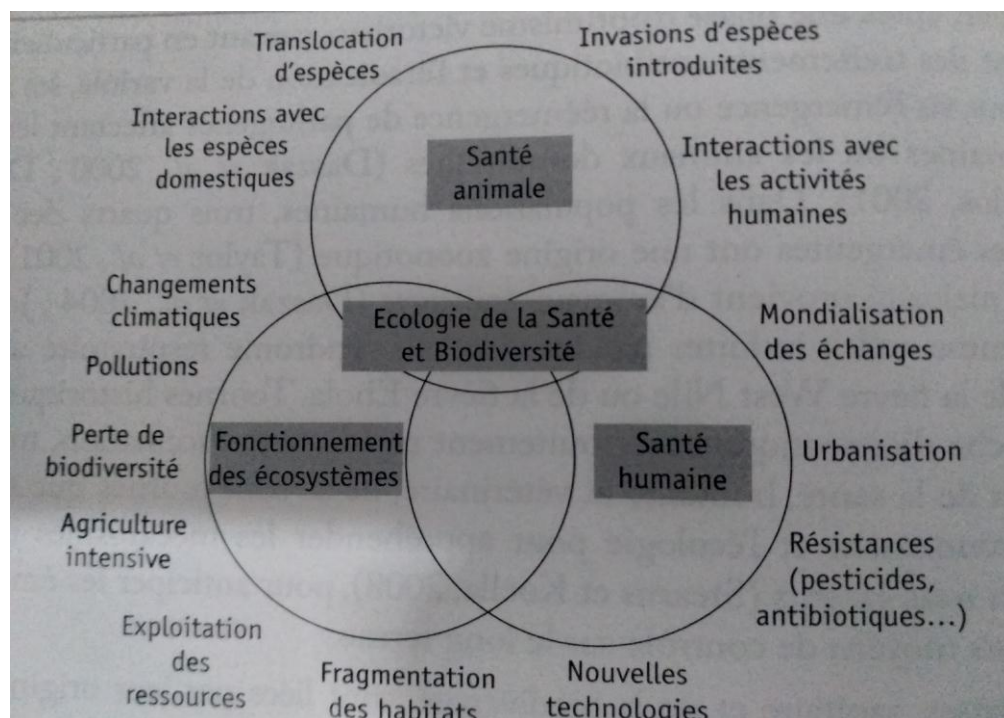 Translocation
d'espèces
Invasions d'espèces
introduites
Interactions avec
les espèces
domestiques
Santé
animale
Interactions avec
les activités
humaines
Changements
climatiques
Ecologie de la Santé
et Biodiversité
Mondialisation
des échanges
Pollutions
Perte de
biodiversité
Fonctionnement
des écosystèmes
Santé
humaine
Urbanisation
Agriculture
intensive
Résistances
(pesticides,
antibiotiques...)
Exploitation
des
ressources
Fragmentation
des habitats
Nouvelles
technologies